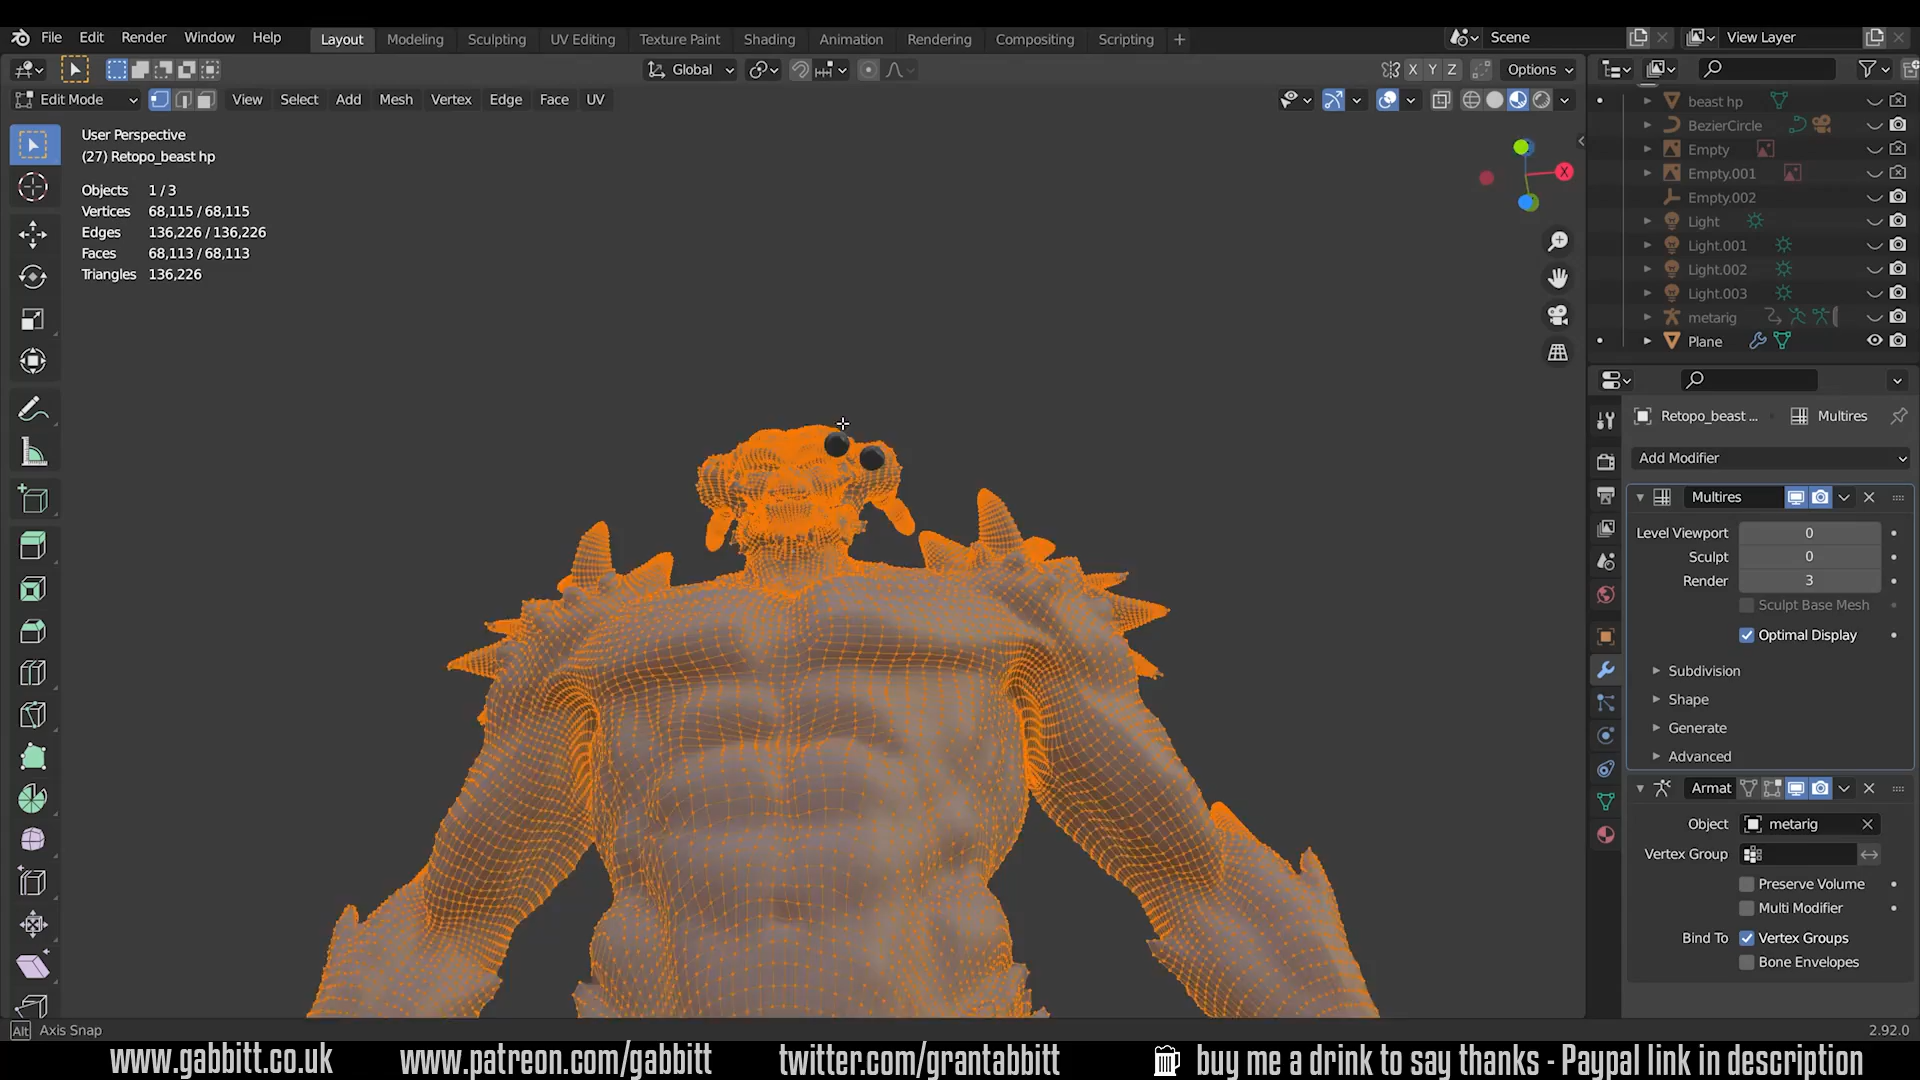 File Edit Render Window Help Layout Modeling Sculpting UV Editing Texture Paint Shading Animation Rendering Compositing Scripting + Scene View Layer
Global X Y Z Options
Edit Mode View Select Add Mesh Vertex Edge Face UV
User Perspective
(27) Retopo_beast hp
Objects 1 / 3
Vertices 68,115 / 68,115
Edges 136,226 / 136,226
Faces 68,113 / 68,113
Triangles 136,226
X
beast hp
BezierCircle
Empty
Empty.001
Empty.002
Light
Light.001
Light.002
Light.003
metarig
Plane
Retopo_beast ... Multires
Add Modifier
Multires
Level Viewport 0
Sculpt 0
Render 3
Sculpt Base Mesh
Optimal Display
Subdivision
Shape
Generate
Advanced
Armat
Object metarig
Vertex Group
Preserve Volume
Multi Modifier
Bind To Vertex Groups
Bone Envelopes
Alt Axis Snap 2.92.0
www.gabbitt.co.uk www.patreon.com/gabbitt twitter.com/grantabbitt buy me a drink to say thanks - Paypal link in description